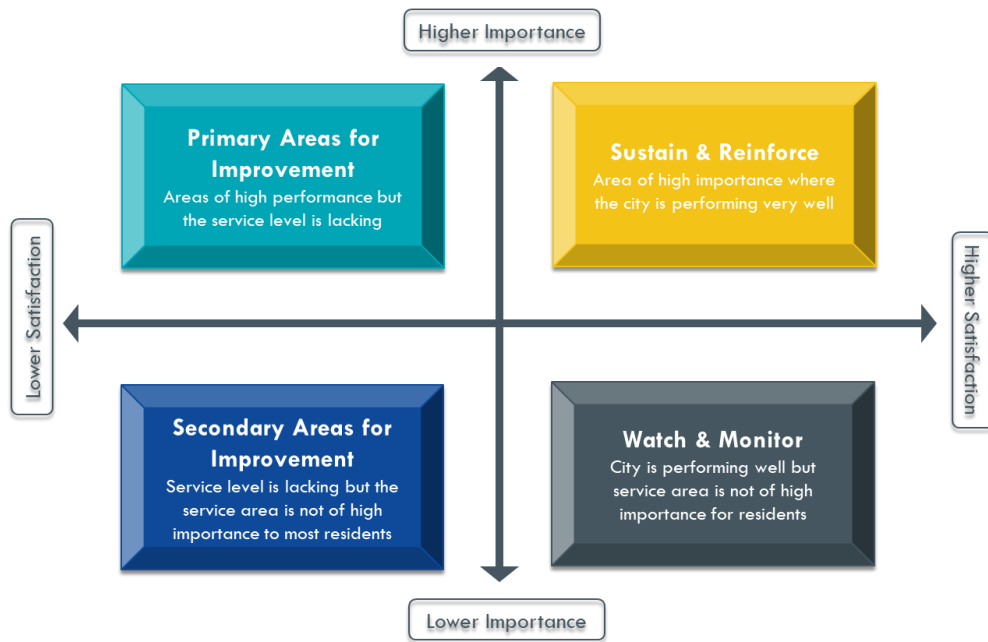 Higher Importance
Primary Areas for
Improvement
Areas of high performance but
the service level is lacking
Sustain & Reinforce
Area of high importance where
the city is performing very well
Lower Satisfaction
Higher Satisfaction
Secondary Areas for
Improvement
Service level is lacking but the
service area is not of high
importance to most residents
Watch & Monitor
City is performing well but
service area is not of high
importance for residents
Lower Importance